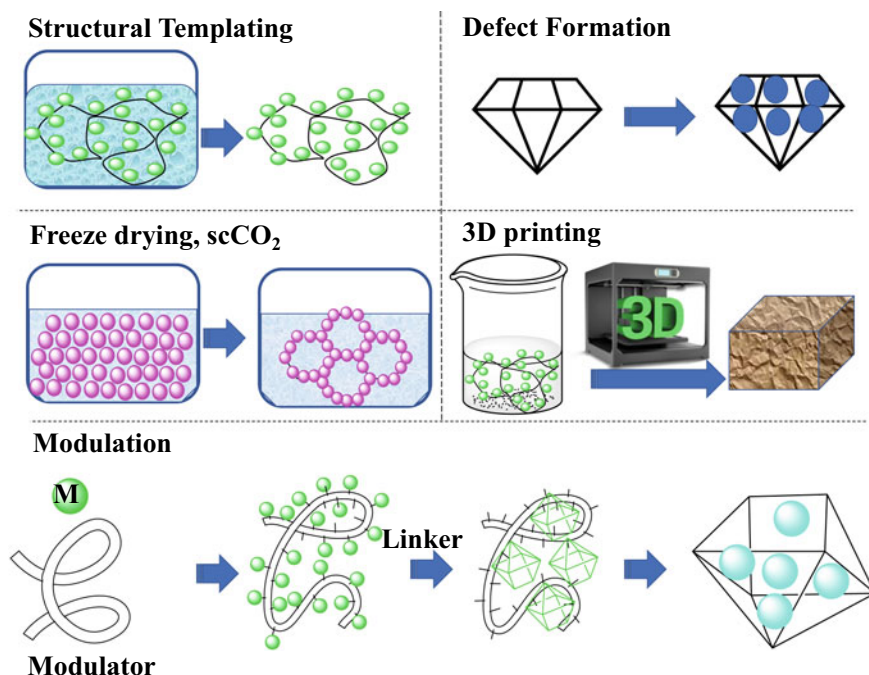 Structural Templating
Defect Formation
Freeze drying, scCO₂
3D printing
3D
Modulation
M
Linker
Modulator